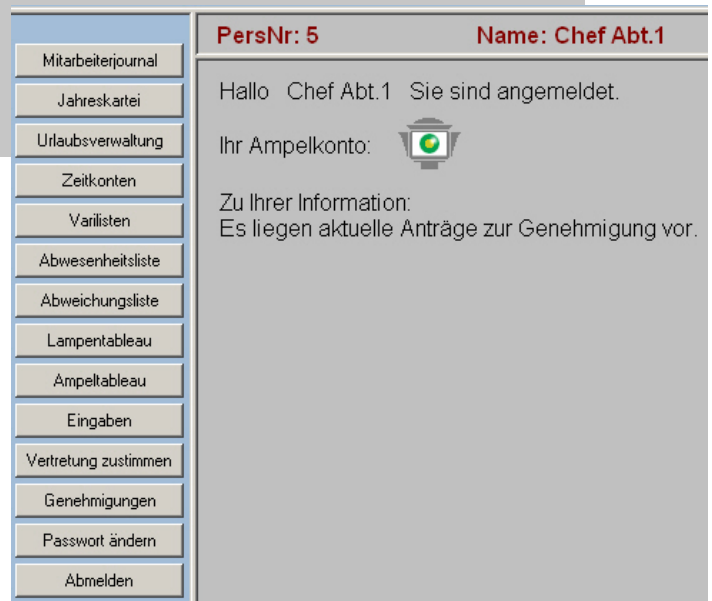 PersNr: 5 Name: Chef Abt.1
Mitarbeiterjournal
Jahreskartei
Urlaubsverwaltung
Zeitkonten
Varilisten
Abwesenheitsliste
Abweichungsliste
Lampentableau
Ampeltableau
Eingaben
Vertretung zustimmen
Genehmigungen
Passwort ändern
Abmelden
Hallo Chef Abt.1 Sie sind angemeldet.
Ihr Ampelkonto:
Zu Ihrer Information:
Es liegen aktuelle Anträge zur Genehmigung vor.